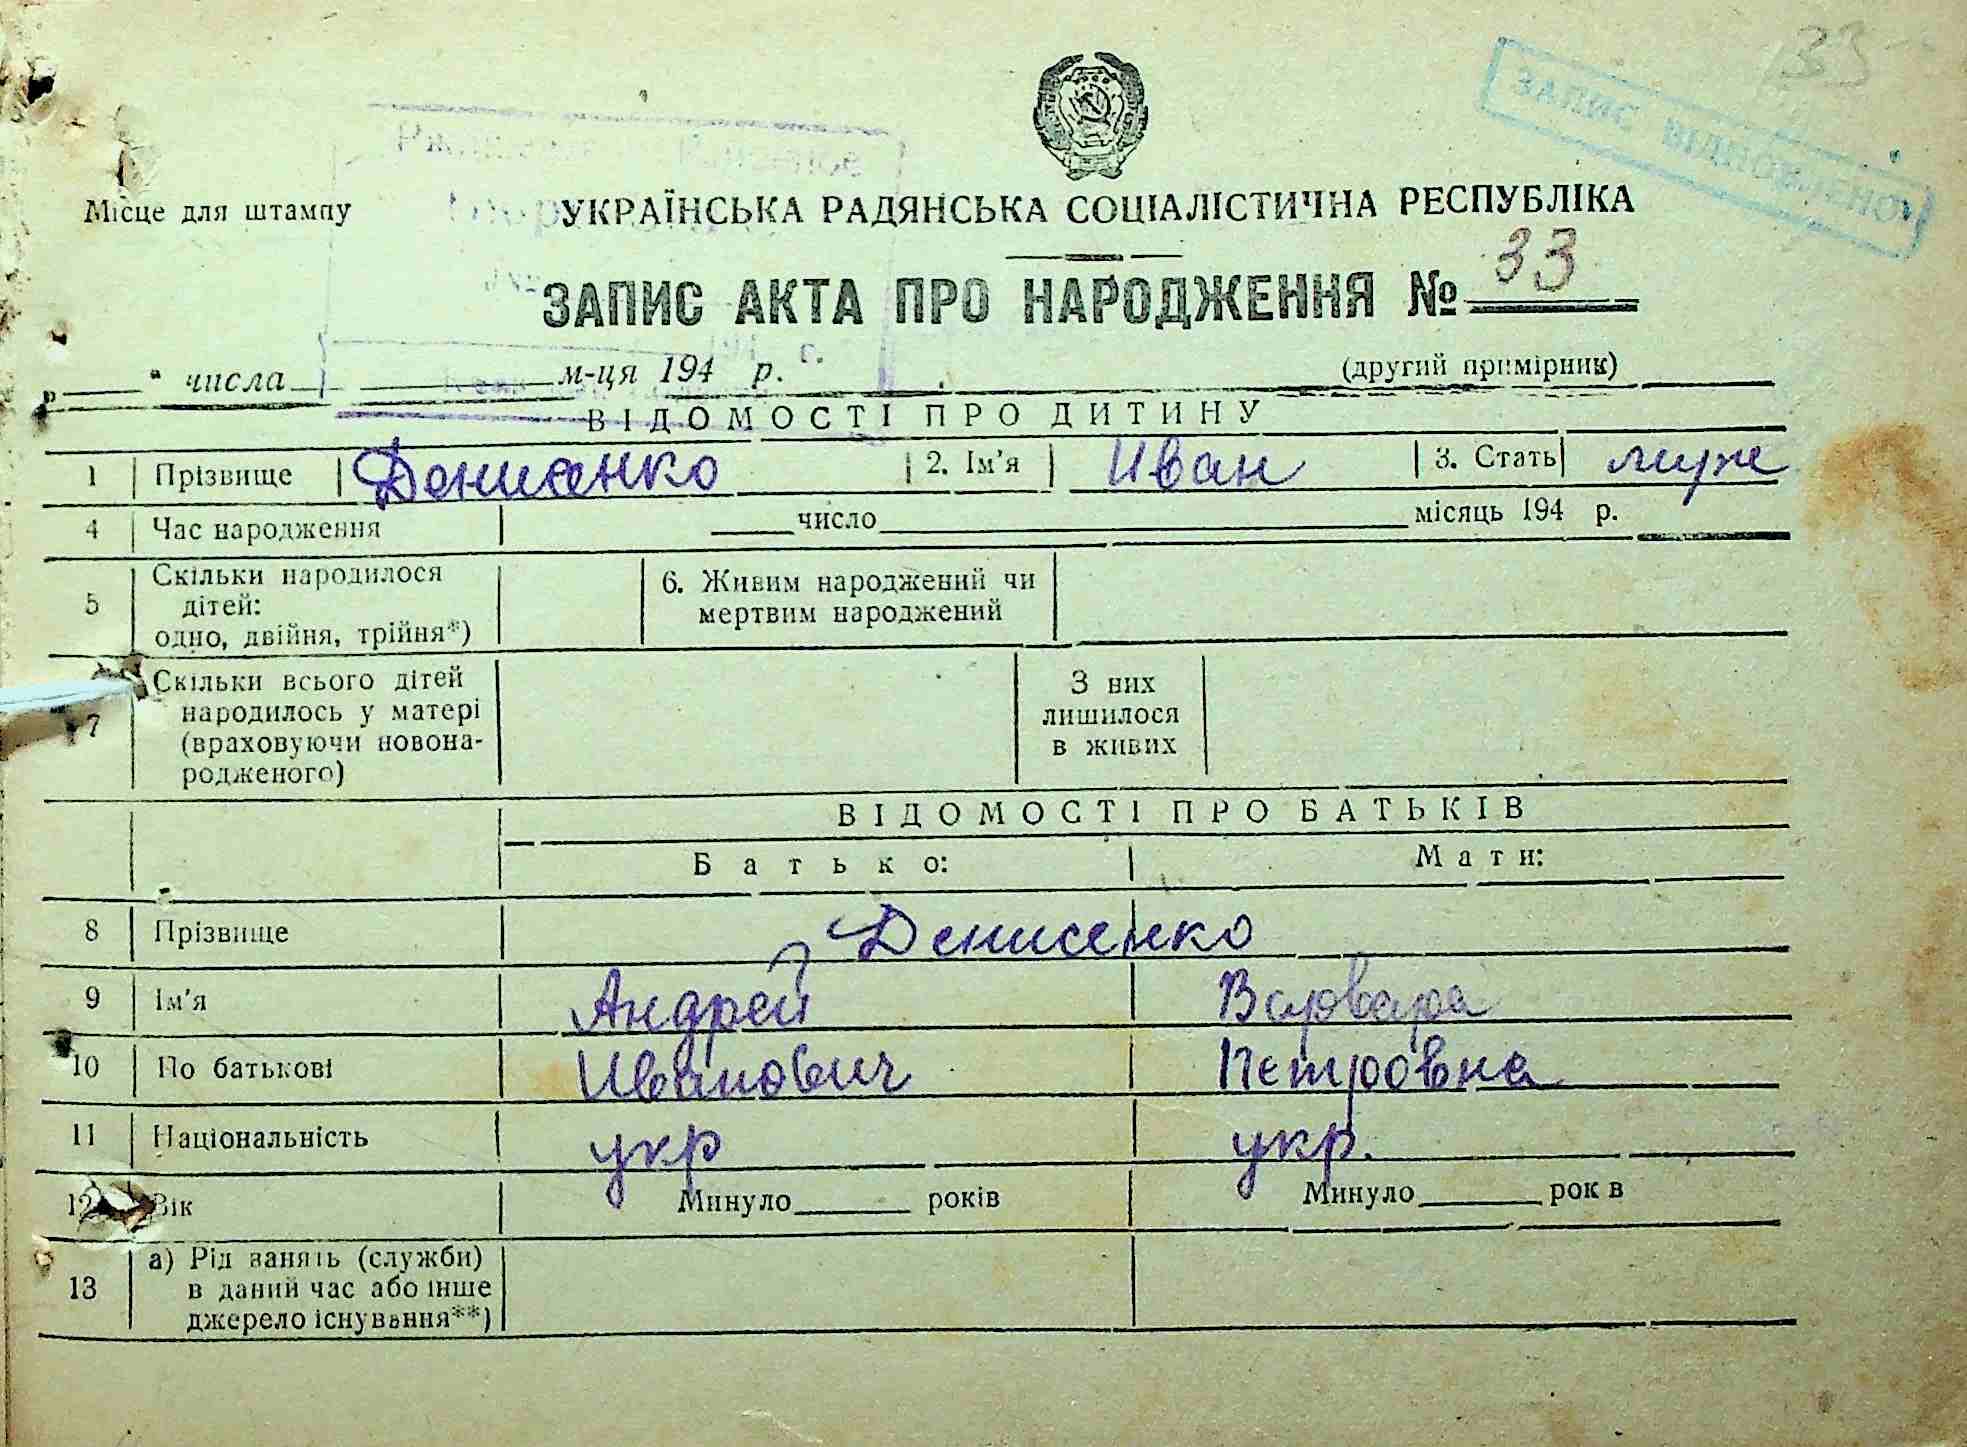 33
ЗАПИС ВІДНОВЛЕНО
Місце для штампу
УКРАЇНСЬКА РАДЯНСЬКА СОЦІАЛІСТИЧНА РЕСПУБЛІКА
ЗАПИС АКТА ПРО НАРОДЖЕННЯ № 33
„ “ числа м-ця 194 р. (другий примірник)
ВІДОМОСТІ ПРО ДИТИНУ
1 Прізвище Денисенко 2. Ім'я Иван 3. Стать муж
4 Час народження число місяць 194 р.
5 Скільки народилося дітей: одно, двійня, трійня*) 6. Живим народжений чи мертвим народжений
7 Скільки всього дітей народилось у матері (враховуючи новонародженого) З них лишилося в живих
ВІДОМОСТІ ПРО БАТЬКІВ
Батько: Мати:
8 Прізвище Денисенко
9 Ім'я Андрей Варвара
10 По батькові Иванович Петровна
11 Національність укр укр.
12 Вік Минуло років Минуло рок в
13 а) Рід занять (служби) в даний час або інше джерело існування**)